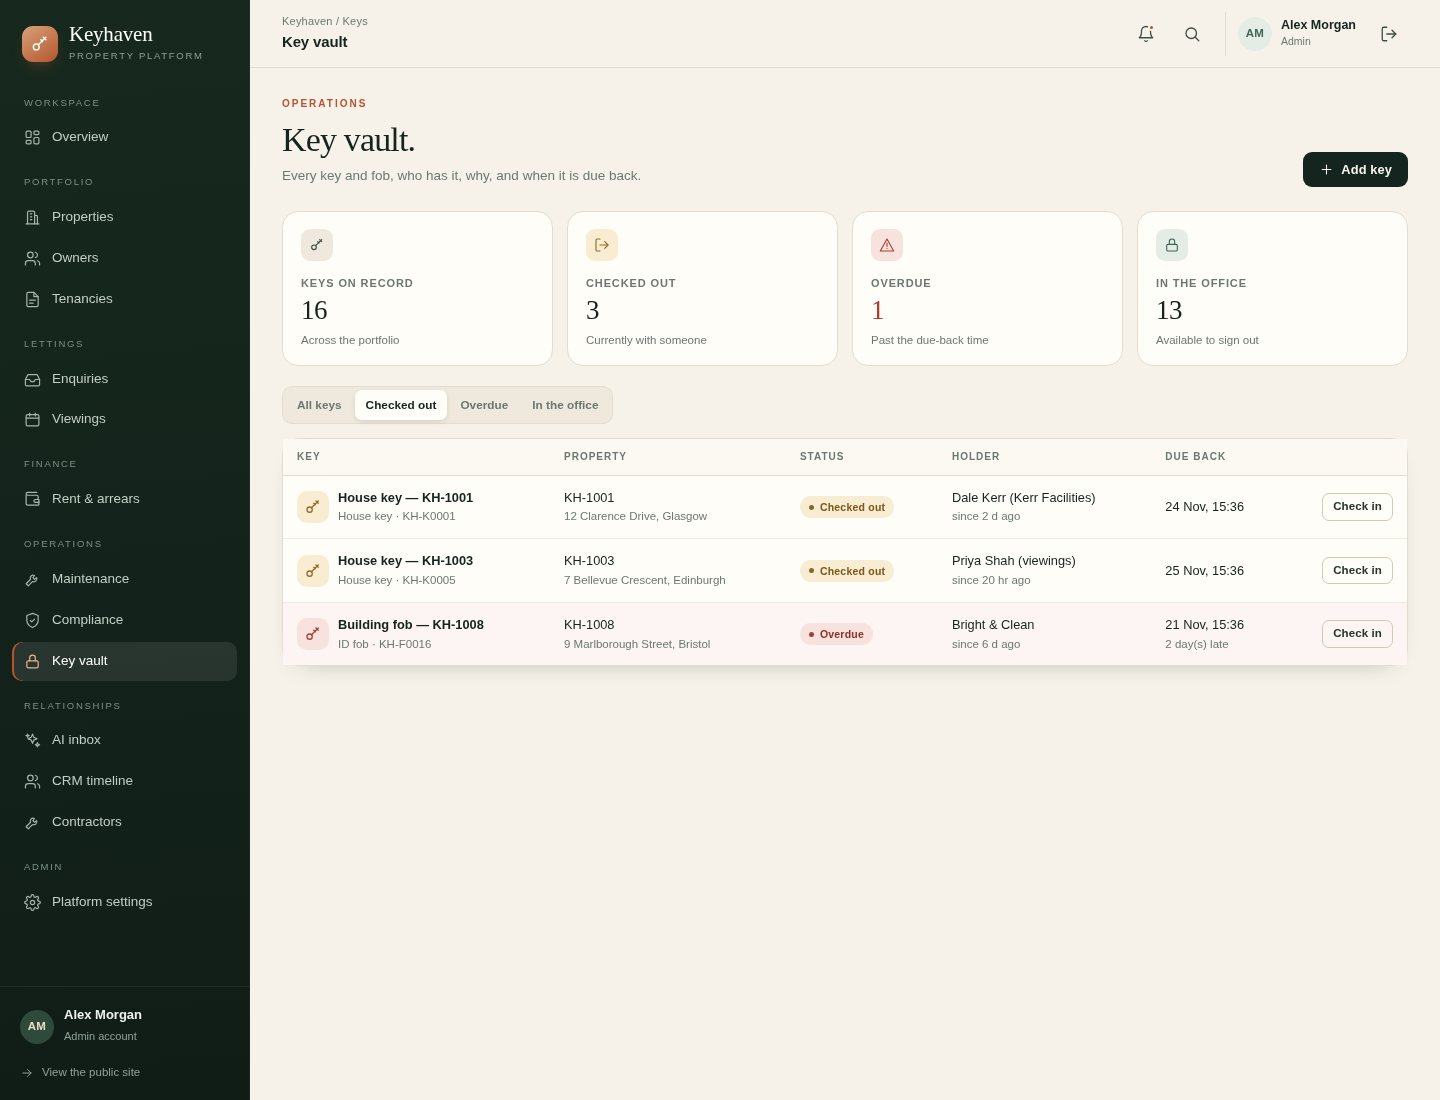 Keyhaven
PROPERTY PLATFORM
WORKSPACE
Overview
PORTFOLIO
Properties
Owners
Tenancies
LETTINGS
Enquiries
Viewings
FINANCE
Rent & arrears
OPERATIONS
Maintenance
Compliance
Key vault
RELATIONSHIPS
AI inbox
CRM timeline
Contractors
ADMIN
Platform settings
AM
Alex Morgan
Admin account
View the public site
Keyhaven / Keys
Key vault
AM
Alex Morgan
Admin
OPERATIONS
Key vault.
Every key and fob, who has it, why, and when it is due back.
Add key
KEYS ON RECORD
16
Across the portfolio
CHECKED OUT
3
Currently with someone
OVERDUE
1
Past the due-back time
IN THE OFFICE
13
Available to sign out
All keys Checked out Overdue In the office
KEY PROPERTY STATUS HOLDER DUE BACK
House key — KH-1001 KH-1001 Checked out Dale Kerr (Kerr Facilities) 24 Nov, 15:36 Check in
House key · KH-K0001 12 Clarence Drive, Glasgow since 2 d ago
House key — KH-1003 KH-1003 Checked out Priya Shah (viewings) 25 Nov, 15:36 Check in
House key · KH-K0005 7 Bellevue Crescent, Edinburgh since 20 hr ago
Building fob — KH-1008 KH-1008 Overdue Bright & Clean 21 Nov, 15:36 Check in
ID fob · KH-F0016 9 Marlborough Street, Bristol since 6 d ago 2 day(s) late